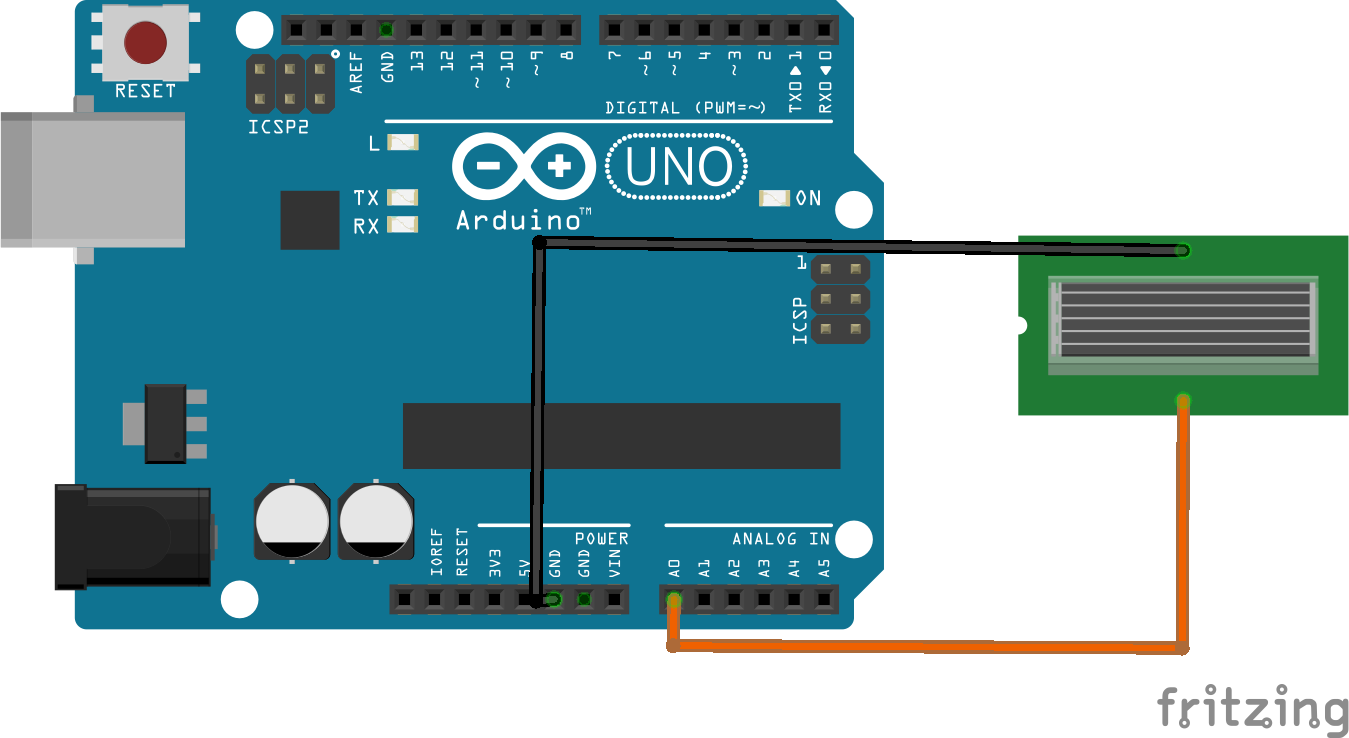 RESET
ICSP2
AREF
GND
13
12
~11
~10
~9
8
7
~6
~5
4
~3
2
TX0▶1
RX0◀0
DIGITAL (PWM=~)
L
TX
RX
Arduino™
UNO
ON
1
ICSP
IOREF
RESET
3V3
5V
GND
GND
VIN
POWER
ANALOG IN
A0
A1
A2
A3
A4
A5
fritzing